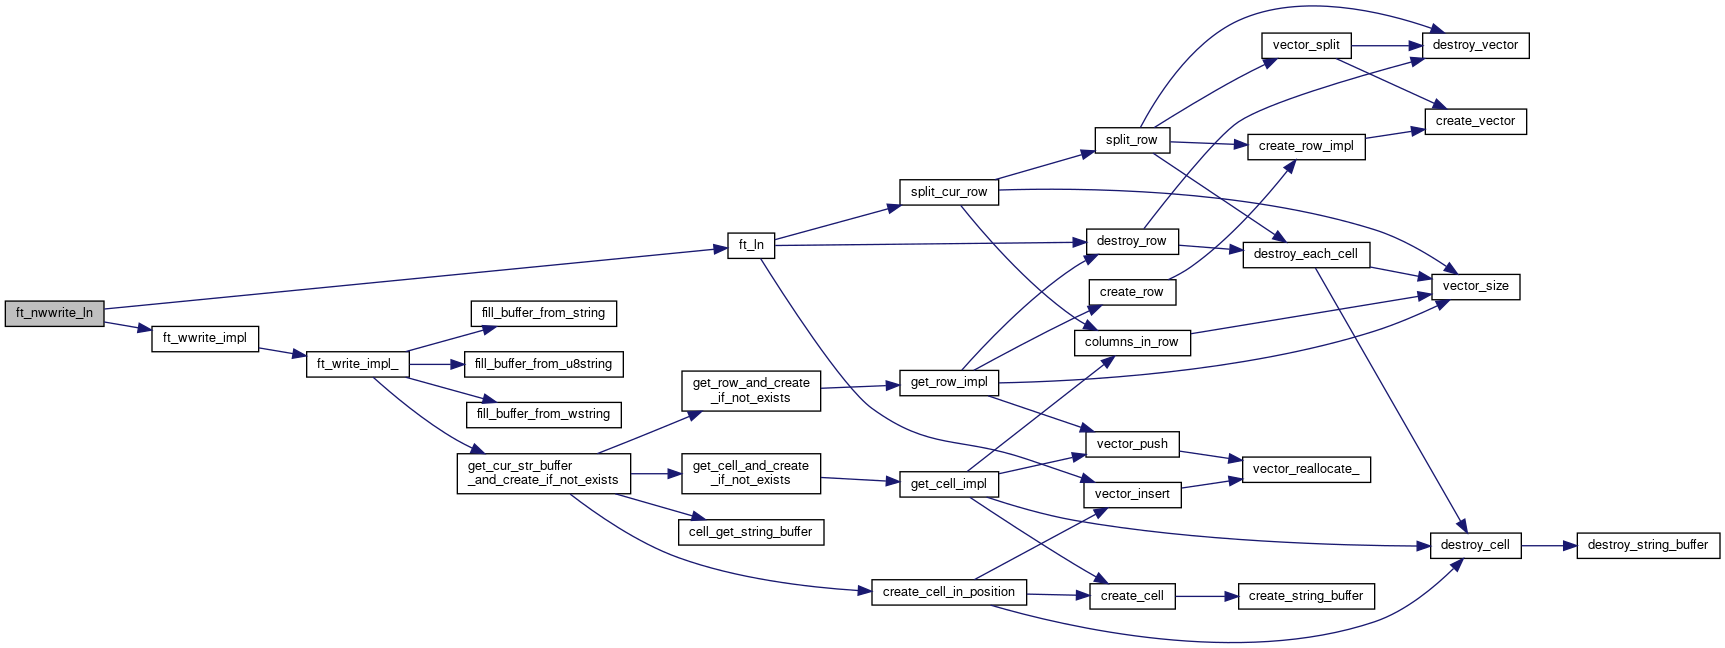 ft_nwwrite_ln
ft_wwrite_impl
ft_write_impl_
fill_buffer_from_string
fill_buffer_from_u8string
fill_buffer_from_wstring
get_cur_str_buffer
_and_create_if_not_exists
ft_ln
get_row_and_create
_if_not_exists
get_cell_and_create
_if_not_exists
cell_get_string_buffer
split_cur_row
get_row_impl
get_cell_impl
create_cell_in_position
split_row
destroy_row
create_row
columns_in_row
vector_push
vector_insert
create_cell
vector_split
create_row_impl
destroy_each_cell
vector_reallocate_
create_string_buffer
destroy_vector
create_vector
vector_size
destroy_cell
destroy_string_buffer